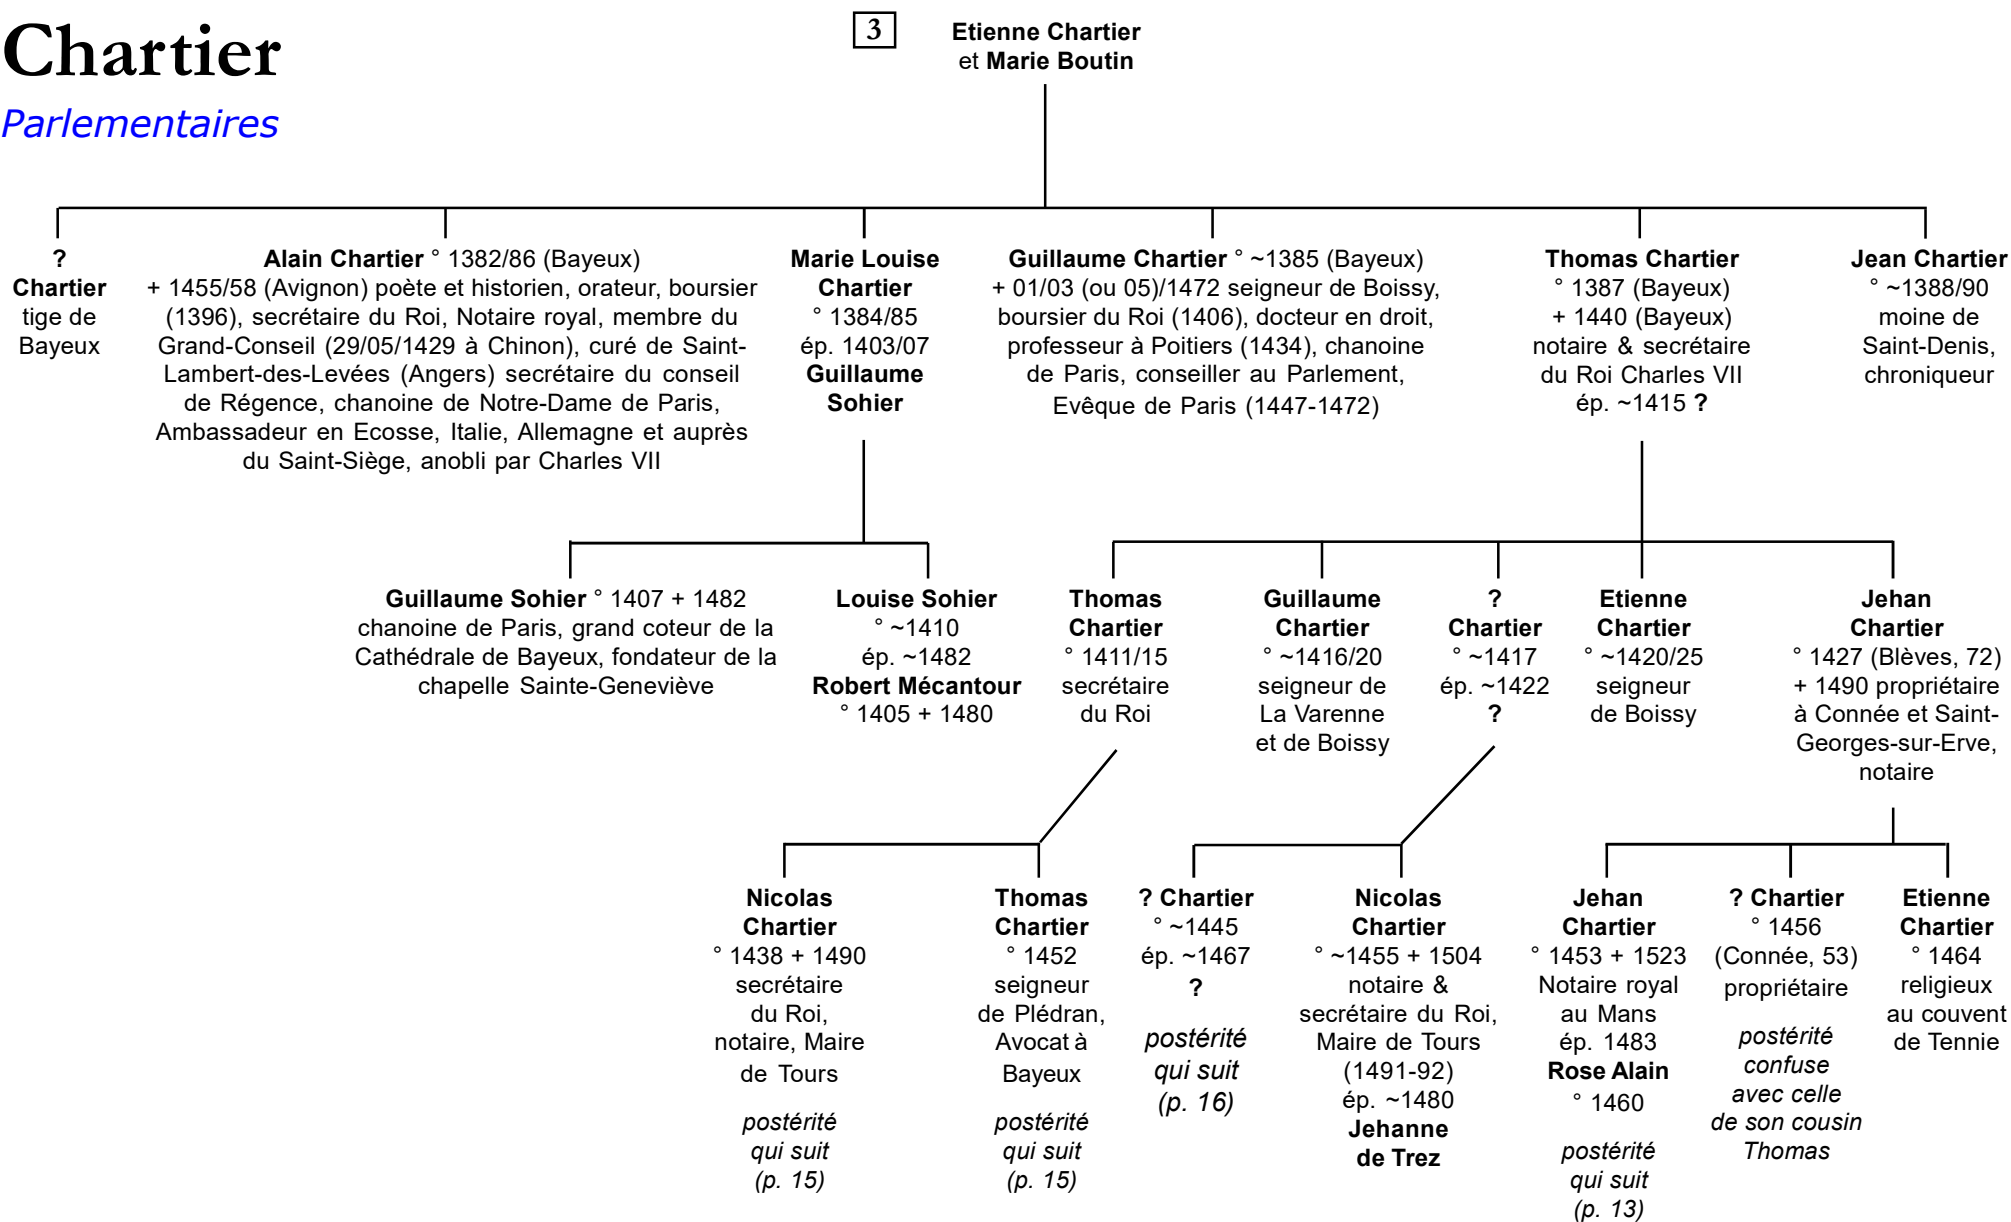 Chartier
Parlementaires
3
Etienne Chartier
et Marie Boutin
?
Chartier
tige de
Bayeux
Alain Chartier ° 1382/86 (Bayeux)
+ 1455/58 (Avignon) poète et historien, orateur, boursier
(1396), secrétaire du Roi, Notaire royal, membre du
Grand-Conseil (29/05/1429 à Chinon), curé de Saint-
Lambert-des-Levées (Angers) secrétaire du conseil
de Régence, chanoine de Notre-Dame de Paris,
Ambassadeur en Ecosse, Italie, Allemagne et auprès
du Saint-Siège, anobli par Charles VII
Marie Louise
Chartier
° 1384/85
ép. 1403/07
Guillaume
Sohier
Guillaume Chartier ° ~1385 (Bayeux)
+ 01/03 (ou 05)/1472 seigneur de Boissy,
boursier du Roi (1406), docteur en droit,
professeur à Poitiers (1434), chanoine
de Paris, conseiller au Parlement,
Evêque de Paris (1447-1472)
Thomas Chartier
° 1387 (Bayeux)
+ 1440 (Bayeux)
notaire & secrétaire
du Roi Charles VII
ép. ~1415 ?
Jean Chartier
° ~1388/90
moine de
Saint-Denis,
chroniqueur
Guillaume Sohier ° 1407 + 1482
chanoine de Paris, grand coteur de la
Cathédrale de Bayeux, fondateur de la
chapelle Sainte-Geneviève
Louise Sohier
° ~1410
ép. ~1482
Robert Mécantour
° 1405 + 1480
Thomas
Chartier
° 1411/15
secrétaire
du Roi
Guillaume
Chartier
° ~1416/20
seigneur de
La Varenne
et de Boissy
?
Chartier
° ~1417
ép. ~1422
?
Etienne
Chartier
° ~1420/25
seigneur
de Boissy
Jehan
Chartier
° 1427 (Blèves, 72)
+ 1490 propriétaire
à Connée et Saint-
Georges-sur-Erve,
notaire
Nicolas
Chartier
° 1438 + 1490
secrétaire
du Roi,
notaire, Maire
de Tours
postérité
qui suit
(p. 15)
Thomas
Chartier
° 1452
seigneur
de Plédran,
Avocat à
Bayeux
postérité
qui suit
(p. 15)
? Chartier
° ~1445
ép. ~1467
?
postérité
qui suit
(p. 16)
Nicolas
Chartier
° ~1455 + 1504
notaire &
secrétaire du Roi,
Maire de Tours
(1491-92)
ép. ~1480
Jehanne
de Trez
Jehan
Chartier
° 1453 + 1523
Notaire royal
au Mans
ép. 1483
Rose Alain
° 1460
postérité
qui suit
(p. 13)
? Chartier
° 1456
(Connée, 53)
propriétaire
postérité
confuse
avec celle
de son cousin
Thomas
Etienne
Chartier
° 1464
religieux
au couvent
de Tennie